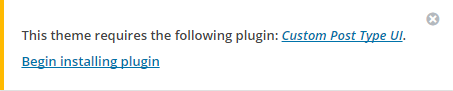 This theme requires the following plugin: Custom Post Type UI.
Begin installing plugin